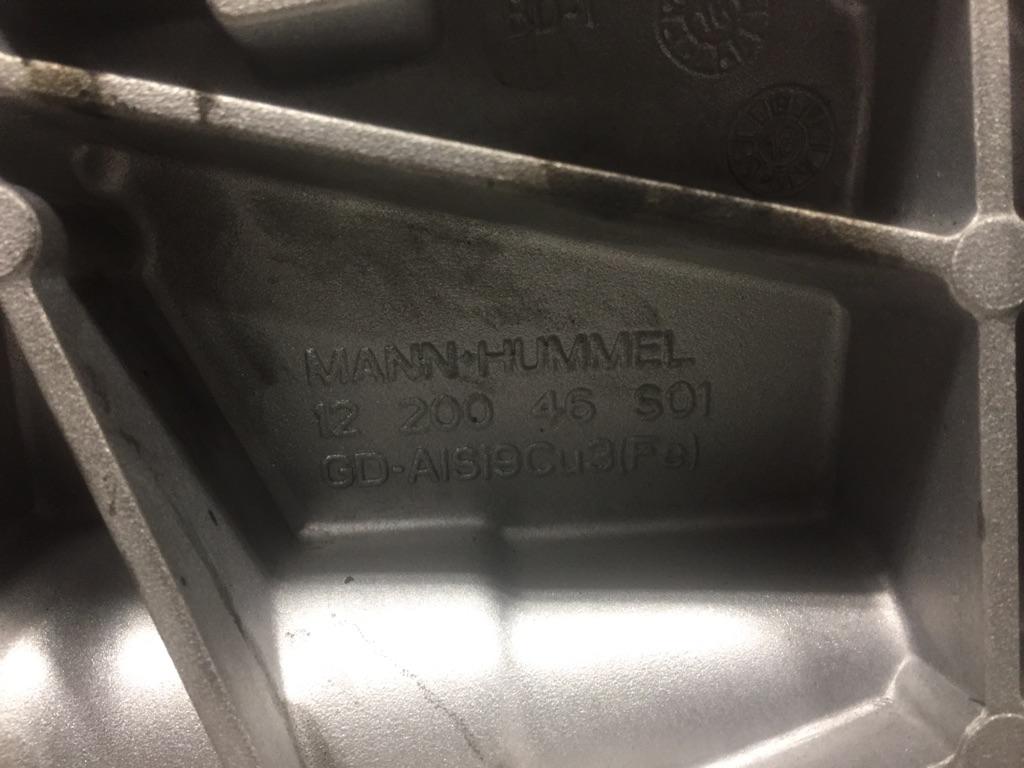 MANN+HUMMEL
12 200 46 S01
GD-AlSi9Cu3(Fe)